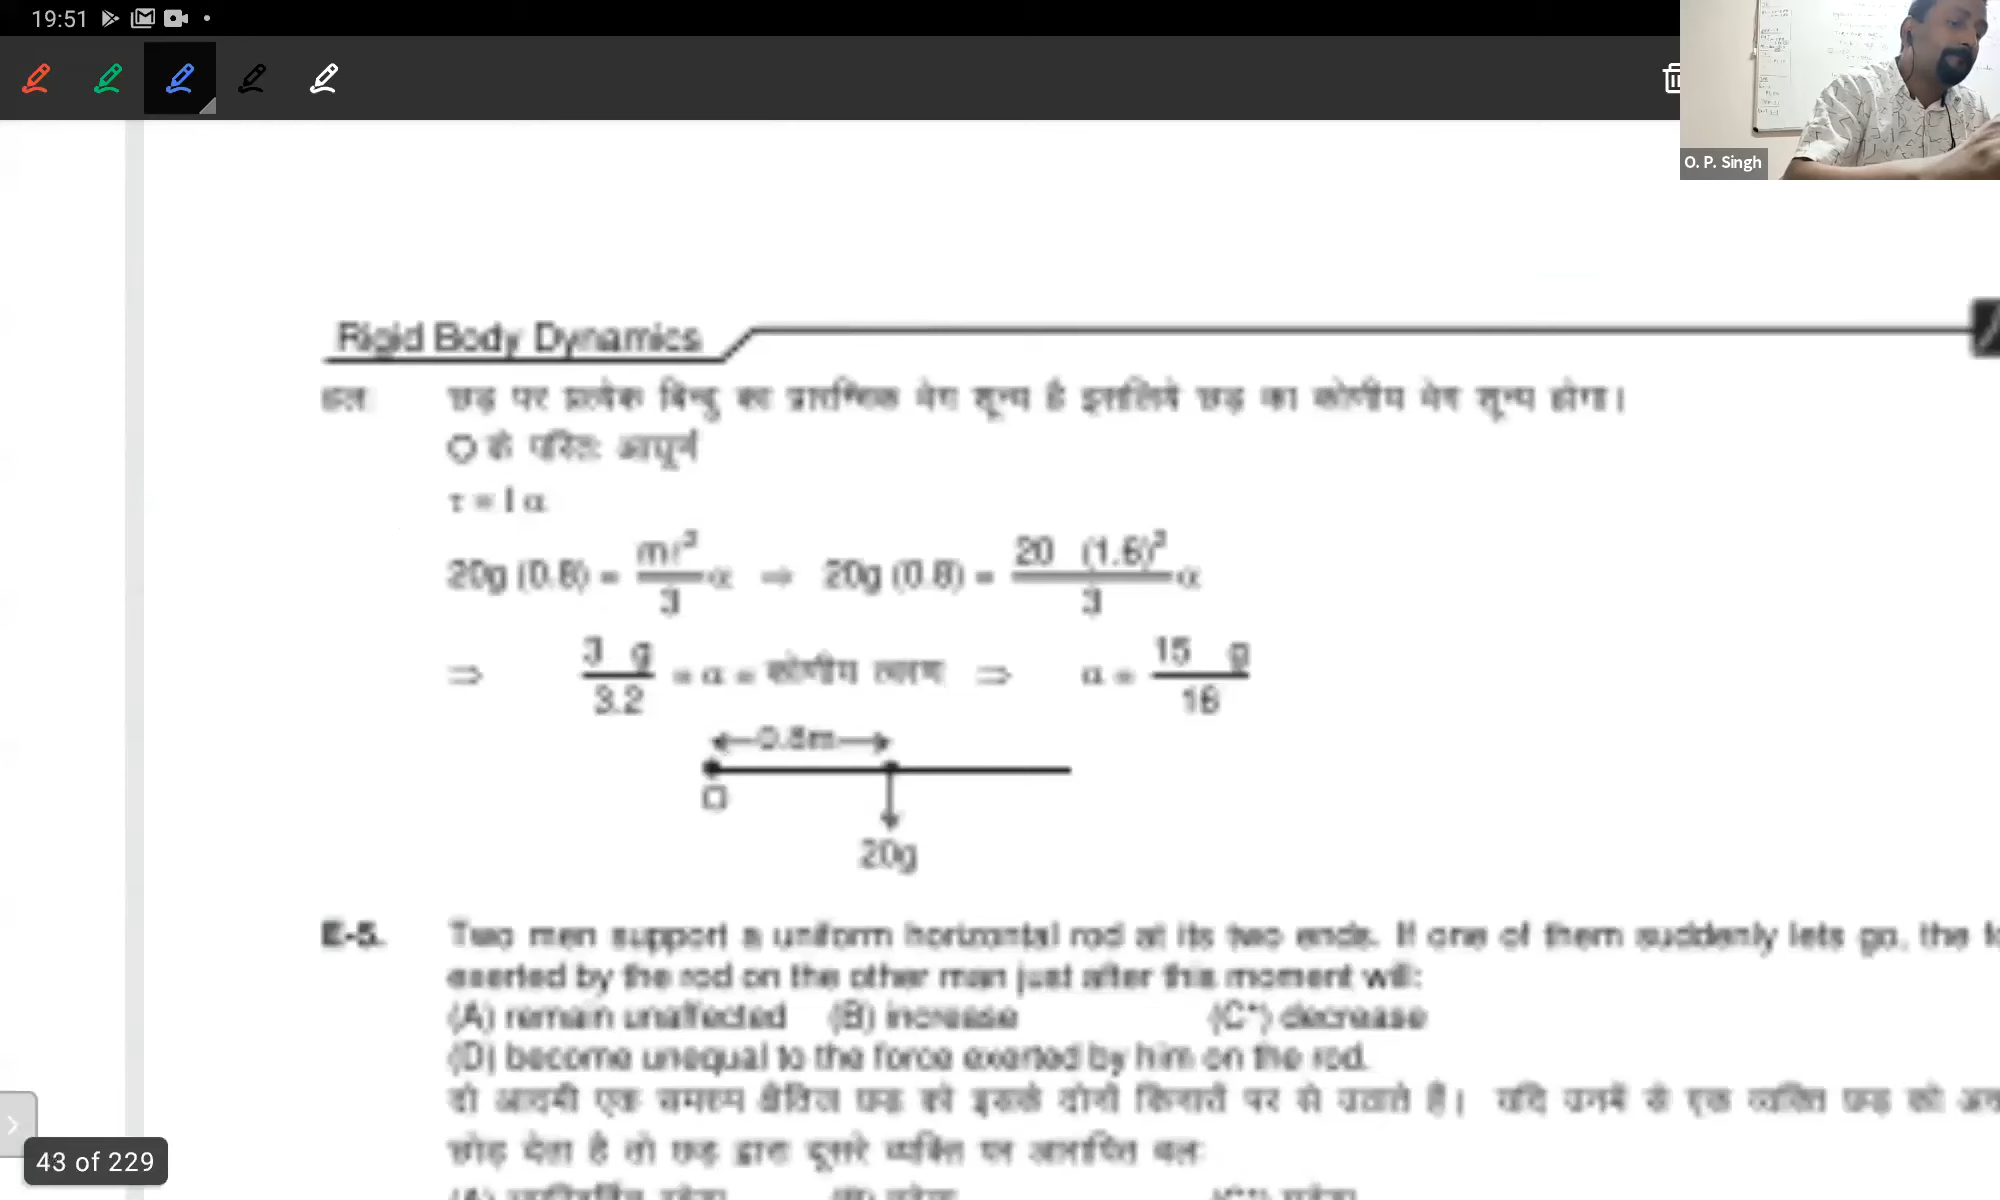 19:51
O. P. Singh
Rigid Body Dynamics
हल छड़ पर प्रत्येक बिन्दु का प्रारम्भिक वेग शून्य है इसलिये छड़ का कोणीय वेग शून्य होगा।
O के परितः आघूर्ण
τ = I α
20g (0.8) = mℓ²/3 α ⇒ 20g (0.8) = 20 (1.6)²/3 α
⇒ 3 g/3.2 = α = कोणीय त्वरण ⇒ α = 15 g/16
0.8m
O
20g
E-5. Two men support a uniform horizontal rod at its two ends. If one of them suddenly lets go, the
exerted by the rod on the other man just after this moment will:
(A) remain unaffected (B) increase (C*) decrease
(D) become unequal to the force exerted by him on the rod.
दो आदमी एक समरूप क्षैतिज छड़ को इसके दोनों किनारों पर से उठाते है। यदि उनमें से एक व्यक्ति छड़ को
छोड़ देता है तो छड़ द्वारा दूसरे व्यक्ति पर आरोपित बल
43 of 229